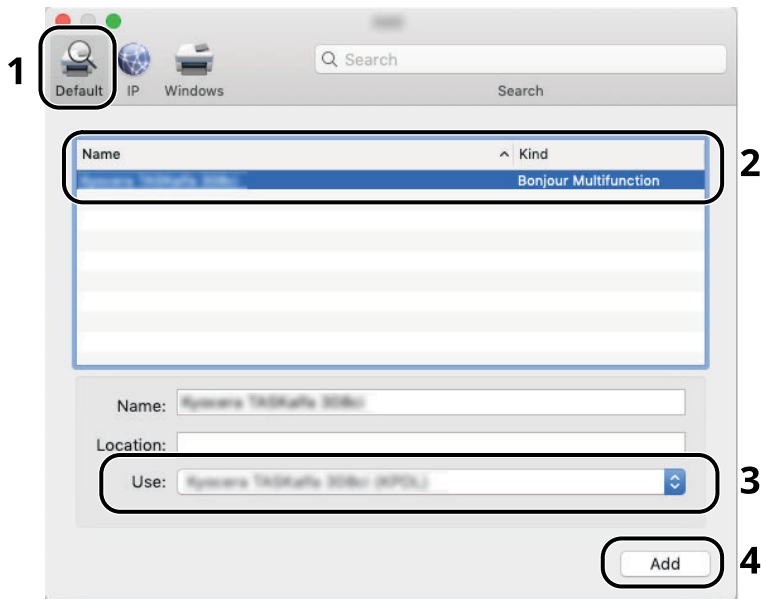 1
Default IP Windows
Search
Search
2
Name Kind
Bonjour Multifunction
Name:
Location:
3
Use:
4
Add